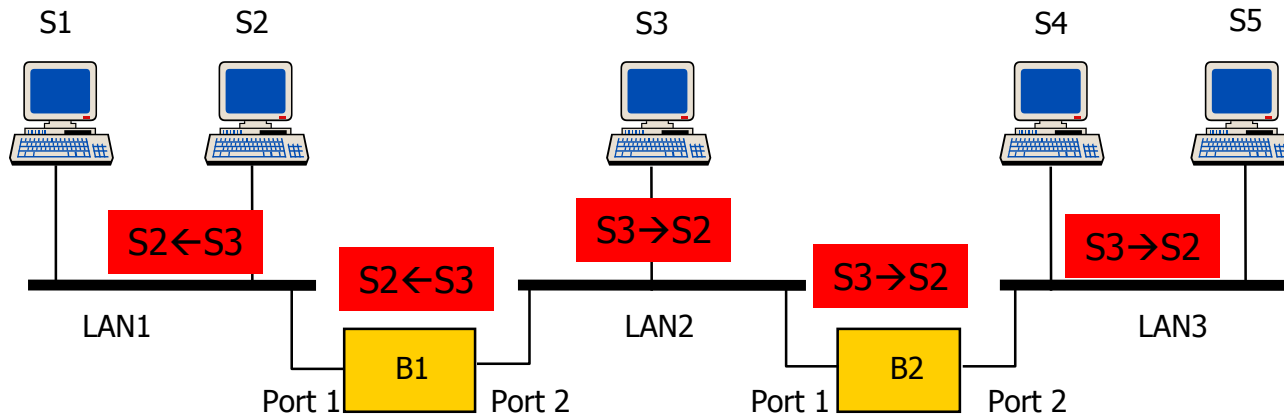 S1 S2 S3 S4 S5
S2←S3 S3→S2 S3→S2
S2←S3 S3→S2
LAN1 LAN2 LAN3
B1 B2
Port 1 Port 2 Port 1 Port 2